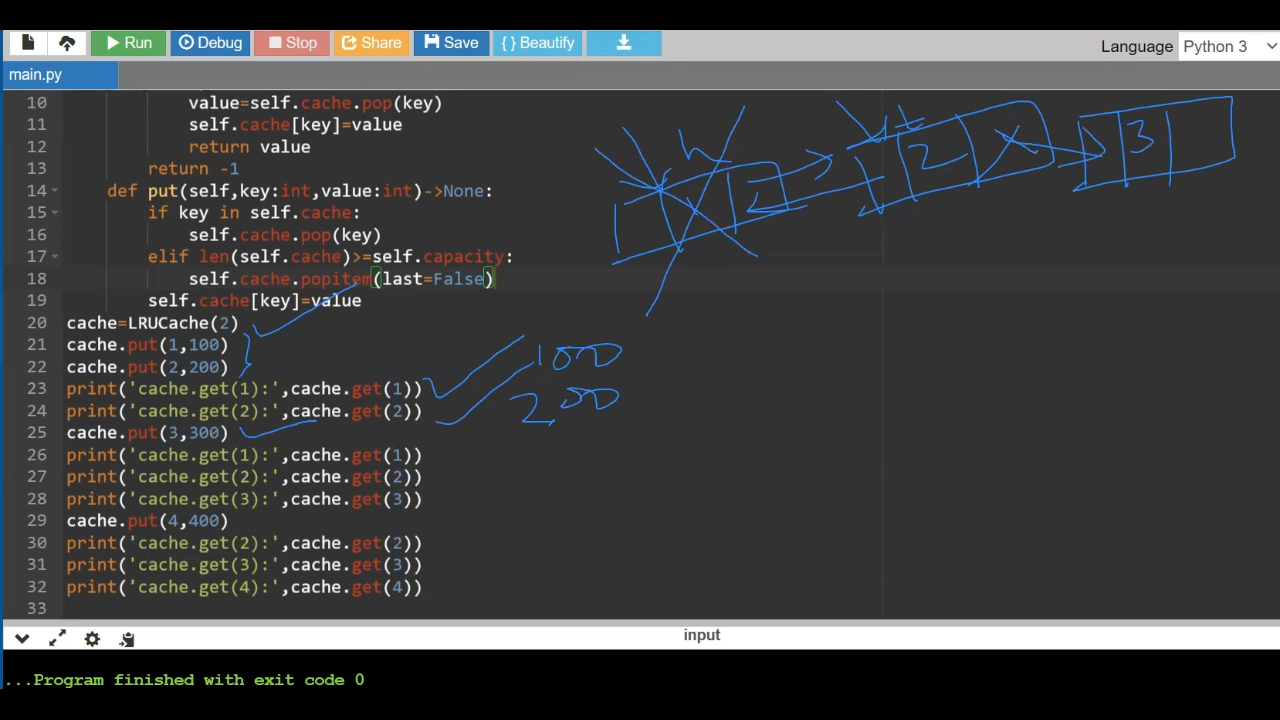 Run Debug Stop Share Save { } Beautify Language Python 3
main.py
10 value=self.cache.pop(key)
11 self.cache[key]=value
12 return value
13 return -1
14 def put(self,key:int,value:int)->None:
15 if key in self.cache:
16 self.cache.pop(key)
17 elif len(self.cache)>=self.capacity:
18 self.cache.popitem(last=False)
19 self.cache[key]=value
20 cache=LRUCache(2)
21 cache.put(1,100)
22 cache.put(2,200)
23 print('cache.get(1):',cache.get(1))
24 print('cache.get(2):',cache.get(2))
25 cache.put(3,300)
26 print('cache.get(1):',cache.get(1))
27 print('cache.get(2):',cache.get(2))
28 print('cache.get(3):',cache.get(3))
29 cache.put(4,400)
30 print('cache.get(2):',cache.get(2))
31 print('cache.get(3):',cache.get(3))
32 print('cache.get(4):',cache.get(4))
33
h
t
2
3
100
200
input
...Program finished with exit code 0